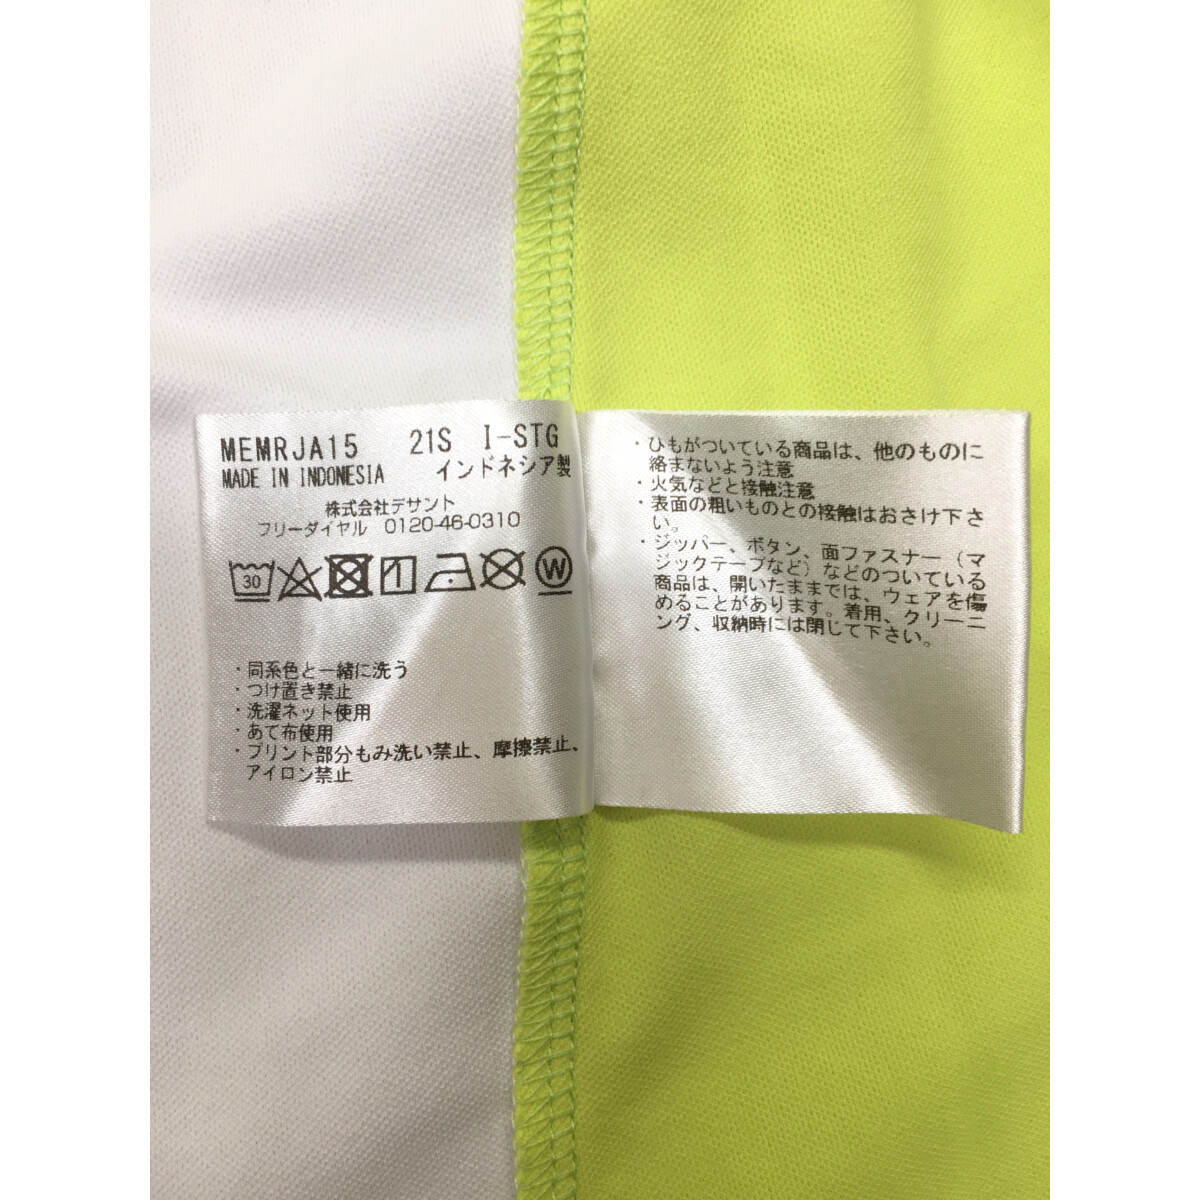 MEMRJA15 21S I-STG
MADE IN INDONESIA インドネシア製
株式会社デサント
フリーダイヤル 0120-46-0310
30 W
・同系色と一緒に洗う
・つけ置き禁止
・洗濯ネット使用
・あて布使用
・プリント部分もみ洗い禁止、摩擦禁止、
アイロン禁止
・ひもがついている商品は、他のものに
絡まないよう注意
・火気などと接触注意
・表面の粗いものとの接触はおさけ下さ
い。
・ジッパー、ボタン、面ファスナー（マ
ジックテープなど）などのついている
商品は、開いたままでは、ウェアを傷
めることがあります。着用、クリーニ
ング、収納時には閉じて下さい。